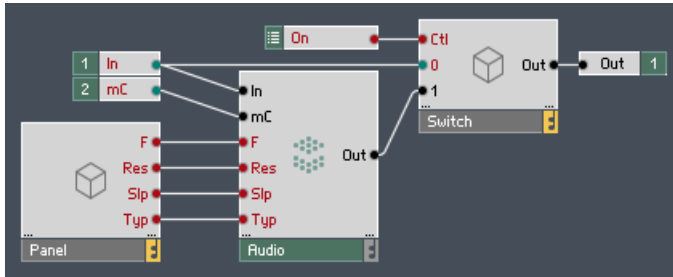 On
Ctl
1 In
0
Out
Out 1
2 mC
In
1
mC
Switch
F
F
Res
Res
Out
Slp
Slp
Typ
Typ
Panel
Audio